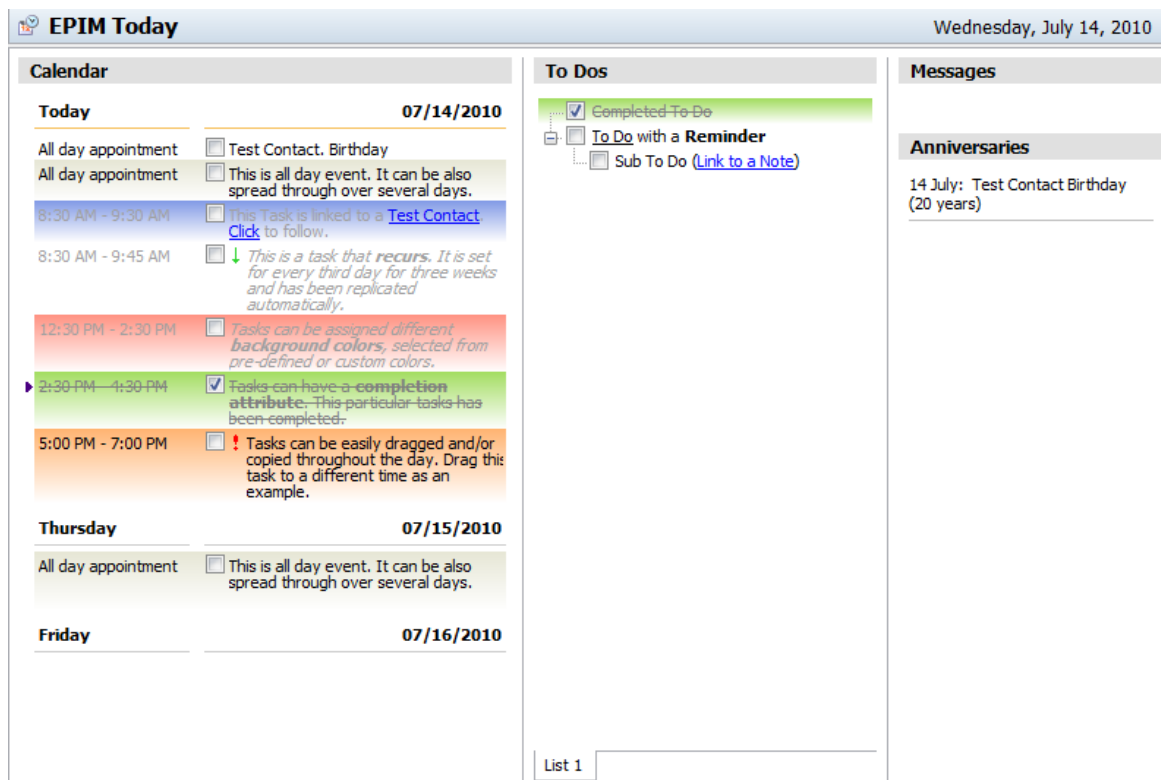 EPIM Today
Wednesday, July 14, 2010
Calendar
Today 07/14/2010
All day appointment Test Contact. Birthday
All day appointment This is all day event. It can be also
spread through over several days.
8:30 AM - 9:30 AM This Task is linked to a Test Contact.
Click to follow.
8:30 AM - 9:45 AM This is a task that recurs. It is set
for every third day for three weeks
and has been replicated
automatically.
12:30 PM - 2:30 PM Tasks can be assigned different
background colors, selected from
pre-defined or custom colors.
2:30 PM - 4:30 PM Tasks can have a completion
attribute. This particular tasks has
been completed.
5:00 PM - 7:00 PM Tasks can be easily dragged and/or
copied throughout the day. Drag this
task to a different time as an
example.
Thursday 07/15/2010
All day appointment This is all day event. It can be also
spread through over several days.
Friday 07/16/2010
To Dos
Completed To Do
To Do with a Reminder
Sub To Do (Link to a Note)
List 1
Messages
Anniversaries
14 July: Test Contact Birthday
(20 years)